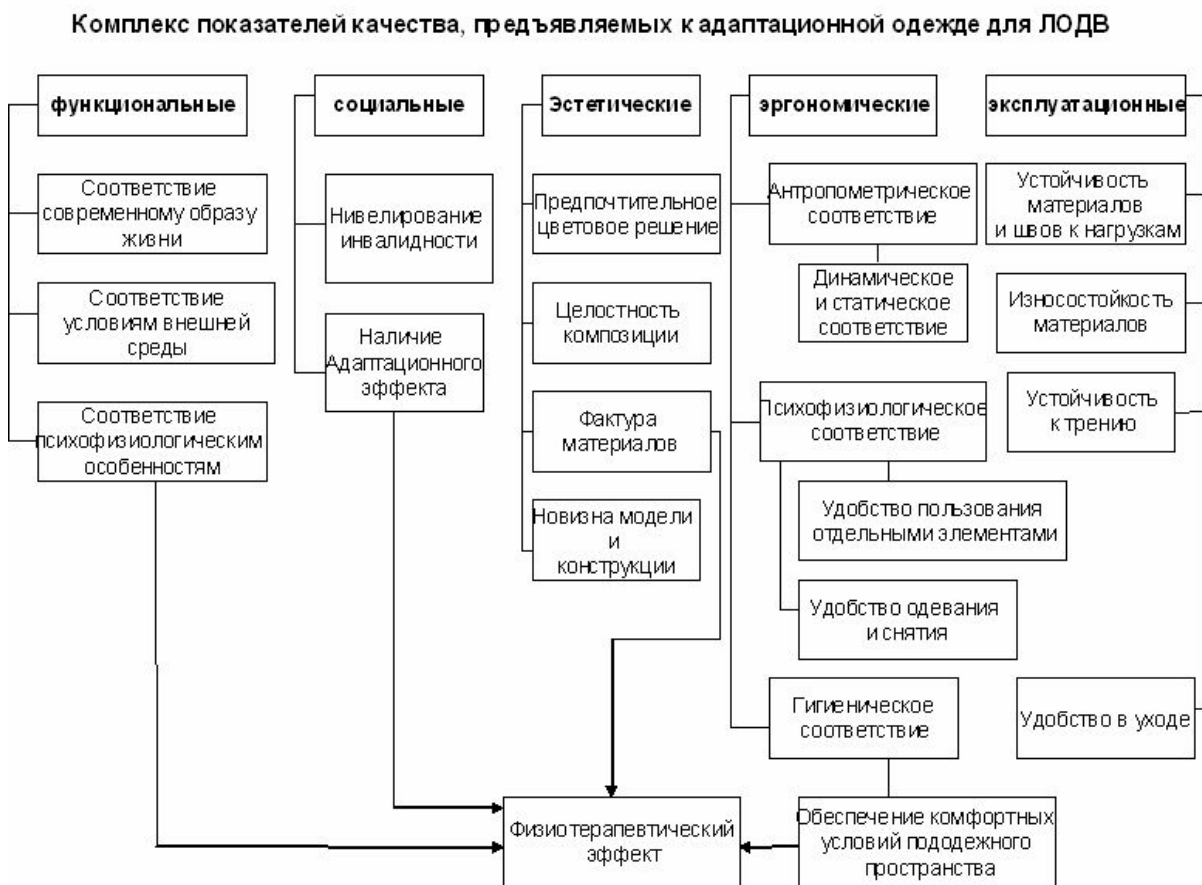 Комплекс показателей качества, предъявляемых к адаптационной одежде для ЛОДВ
функциональные
Соответствие
современному образу
жизни
Соответствие
условиям внешней
среды
Соответствие
психофизиологическим
особенностям
социальные
Нивелирование
инвалидности
Наличие
Адаптационного
эффекта
Эстетические
Предпочтительное
цветовое решение
Целостность
композиции
Фактура
материалов
Новизна модели
и
конструкции
эргономические
Антропометрическое
соответствие
Динамическое
и статическое
соответствие
Психофизиологическое
соответствие
Удобство пользования
отдельными элементами
Удобство одевания
и снятия
Гигиеническое
соответствие
Обеспечение комфортных
условий пододежного
пространства
эксплуатационные
Устойчивость
материалов
и швов к нагрузкам
Износостойкость
материалов
Устойчивость
к трению
Удобство в уходе
Физиотерапевтический
эффект